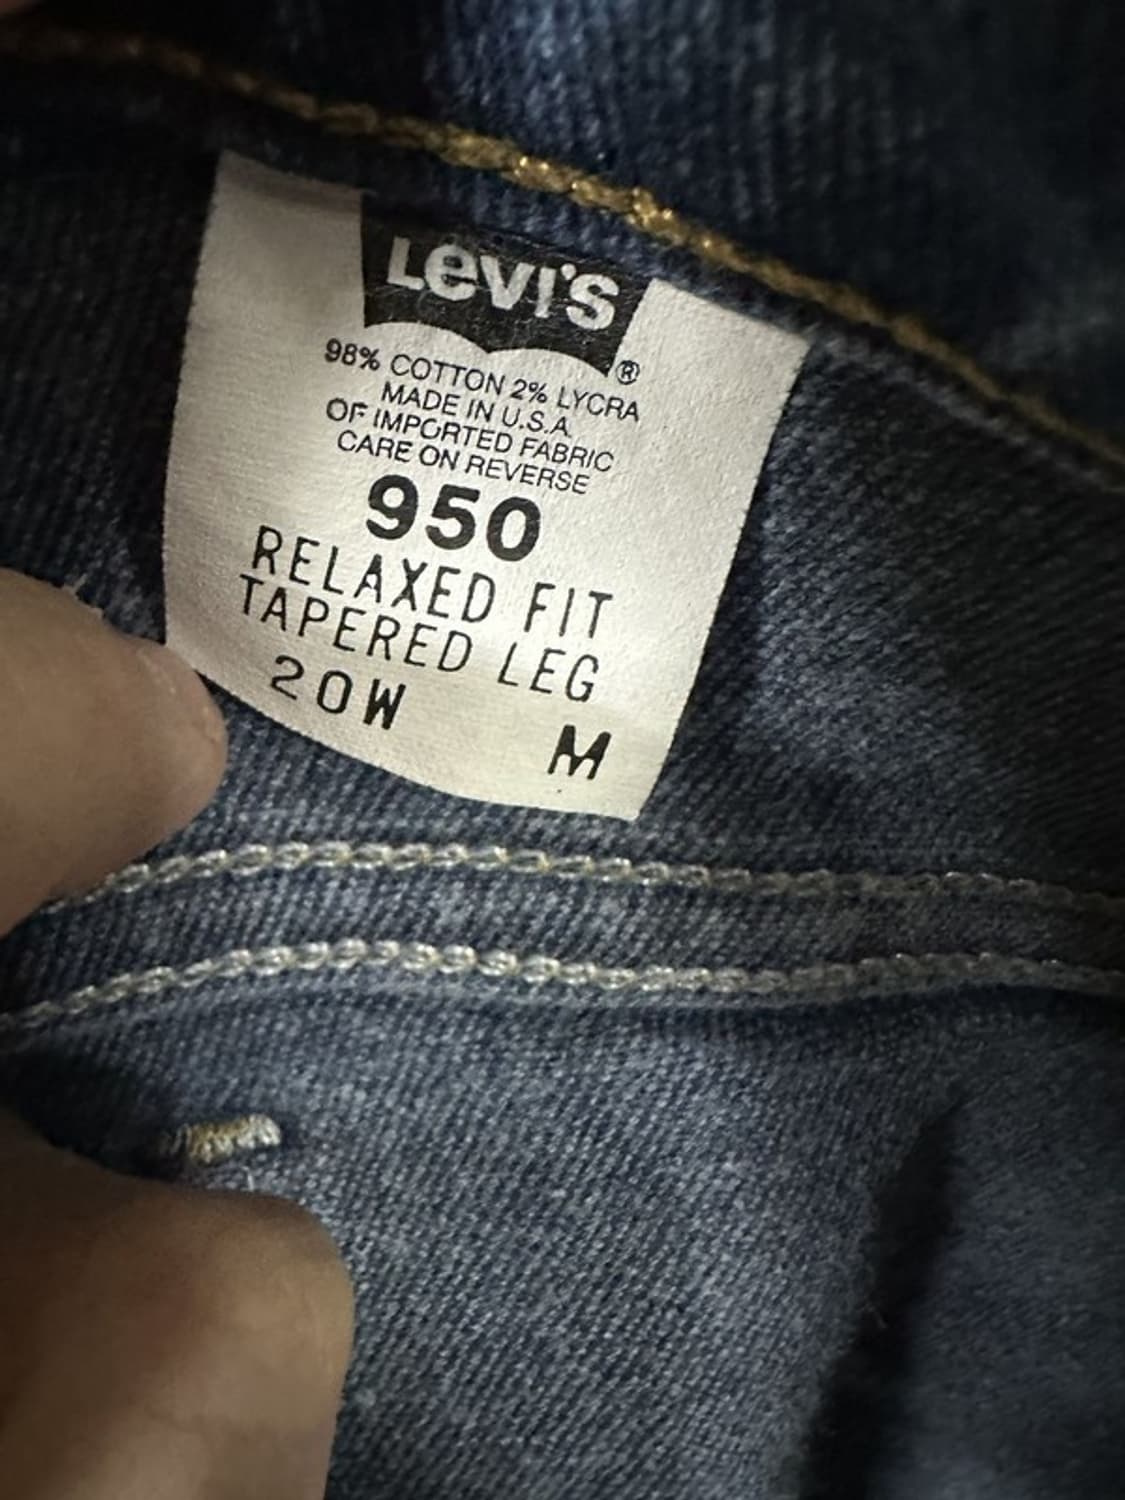 Levi's®
98% COTTON 2% LYCRA
MADE IN U.S.A.
OF IMPORTED FABRIC
CARE ON REVERSE
950
RELAXED FIT
TAPERED LEG
20W M